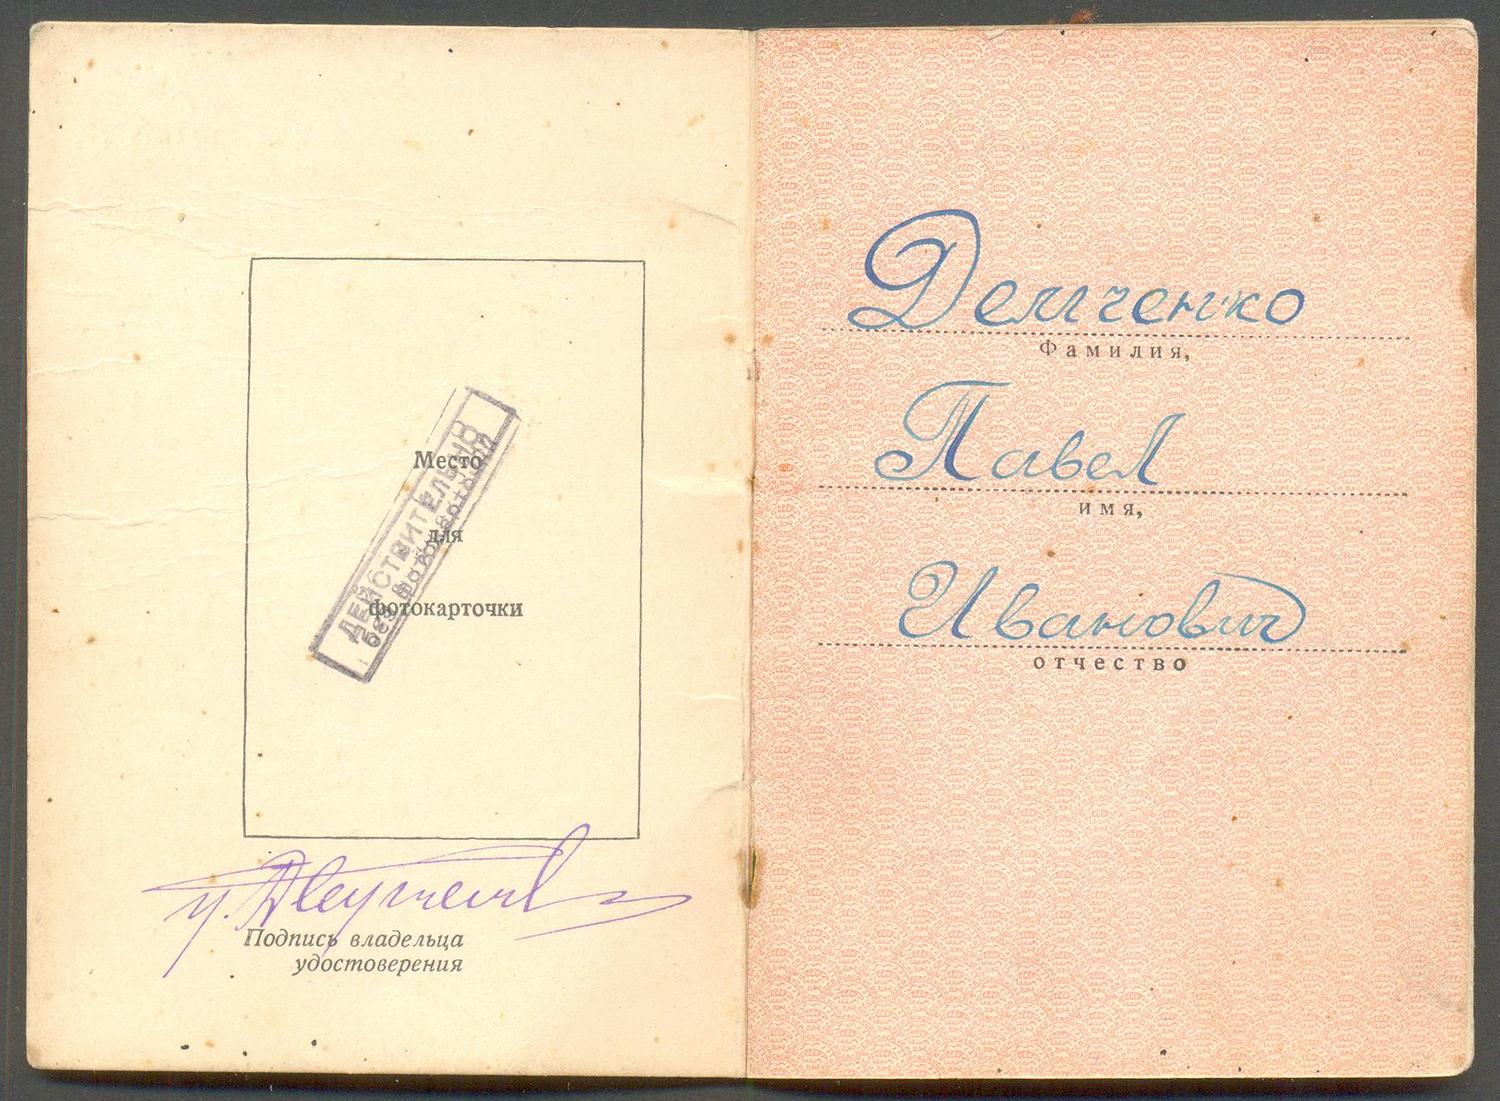 Место
для
фотокарточки
ДЕЙСТВИТЕЛЬНО
без фотокарточки
Подпись владельца
удостоверения
Демченко
Фамилия,
Павел
имя,
Иванович
отчество